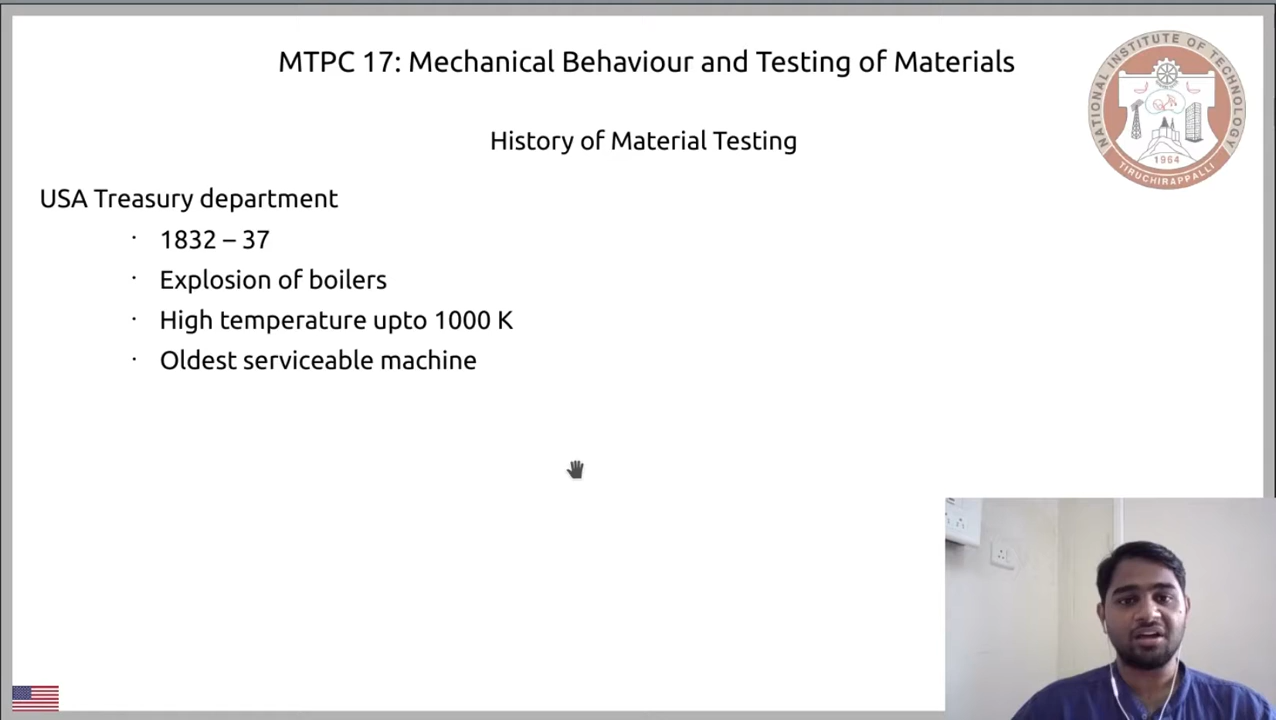 MTPC 17: Mechanical Behaviour and Testing of Materials
History of Material Testing
NATIONAL INSTITUTE OF TECHNOLOGY
1964
TIRUCHIRAPPALLI
USA Treasury department
· 1832 – 37
· Explosion of boilers
· High temperature upto 1000 K
· Oldest serviceable machine